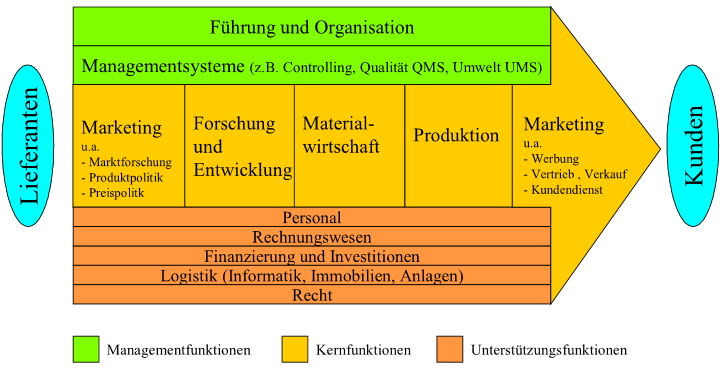 Führung und Organisation
Managementsysteme (z.B. Controlling, Qualität QMS, Umwelt UMS)
Lieferanten
Marketing
u.a.
- Marktforschung
- Produktpolitik
- Preispolitk
Forschung
und
Entwicklung
Material-
wirtschaft
Produktion
Marketing
u.a.
- Werbung
- Vertrieb , Verkauf
- Kundendienst
Kunden
Personal
Rechnungswesen
Finanzierung und Investitionen
Logistik (Informatik, Immobilien, Anlagen)
Recht
Managementfunktionen
Kernfunktionen
Unterstützungsfunktionen